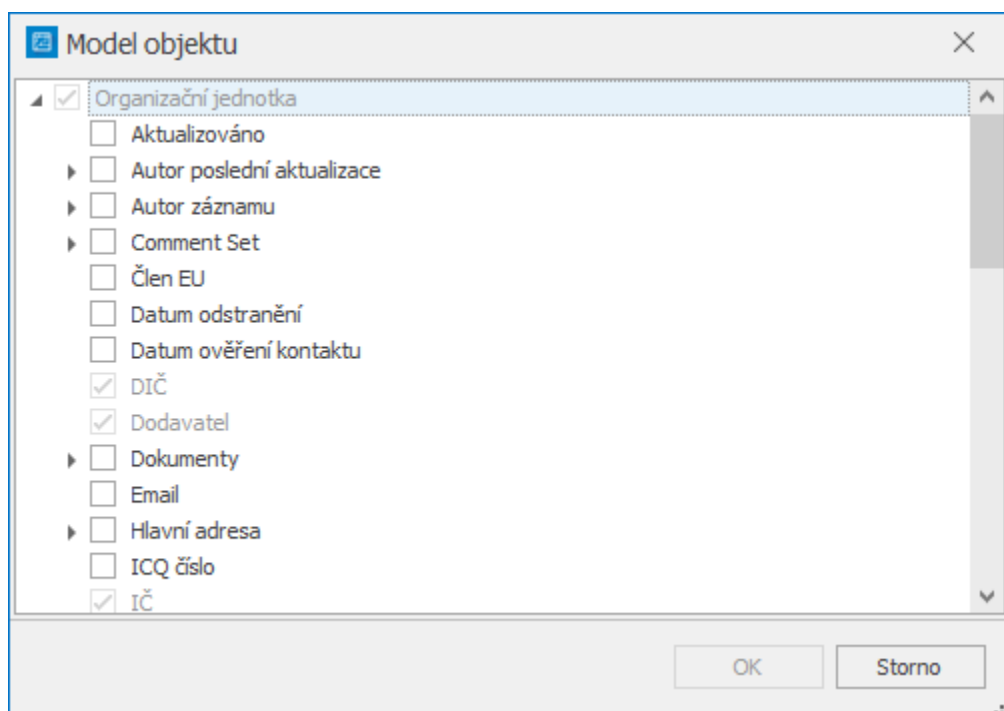 Model objektu
Organizační jednotka
Aktualizováno
Autor poslední aktualizace
Autor záznamu
Comment Set
Člen EU
Datum odstranění
Datum ověření kontaktu
DIČ
Dodavatel
Dokumenty
Email
Hlavní adresa
ICQ číslo
IČ
OK
Storno